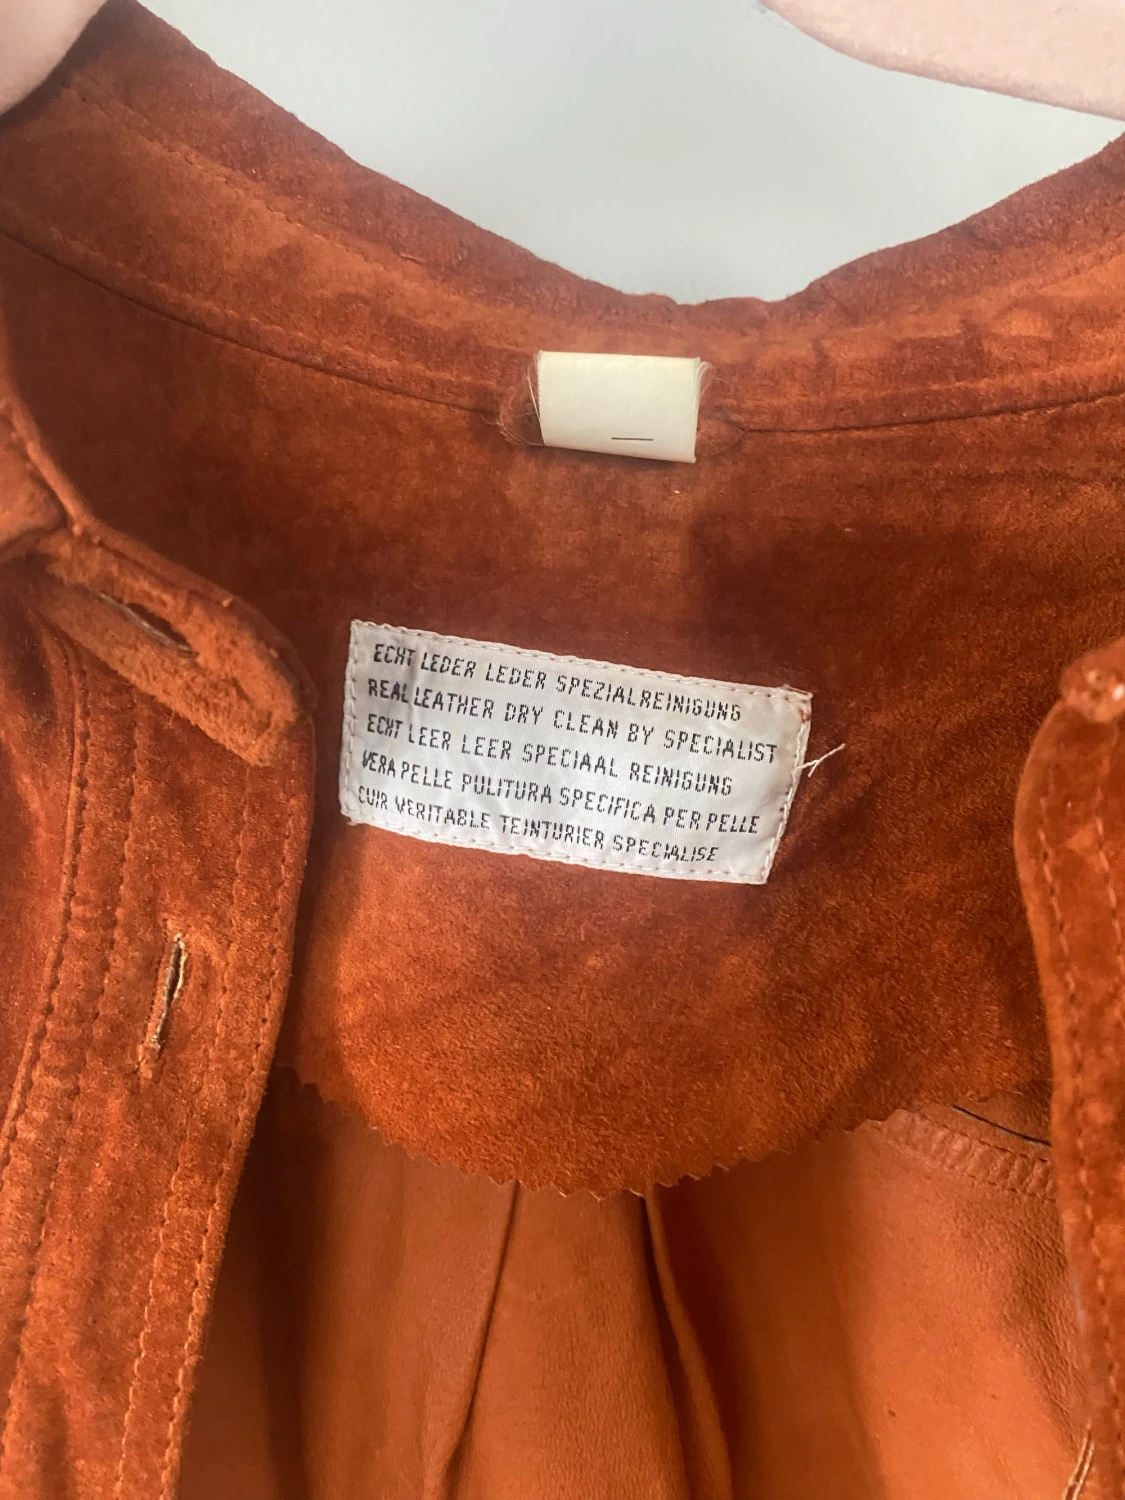 ECHT LEDER LEDER SPEZIALREINIGUNG
REAL LEATHER DRY CLEAN BY SPECIALIST
ECHT LEER LEER SPECIAAL REINIGUNG
VERA PELLE PULITURA SPECIFICA PER PELLE
CUIR VERITABLE TEINTURIER SPECIALISE